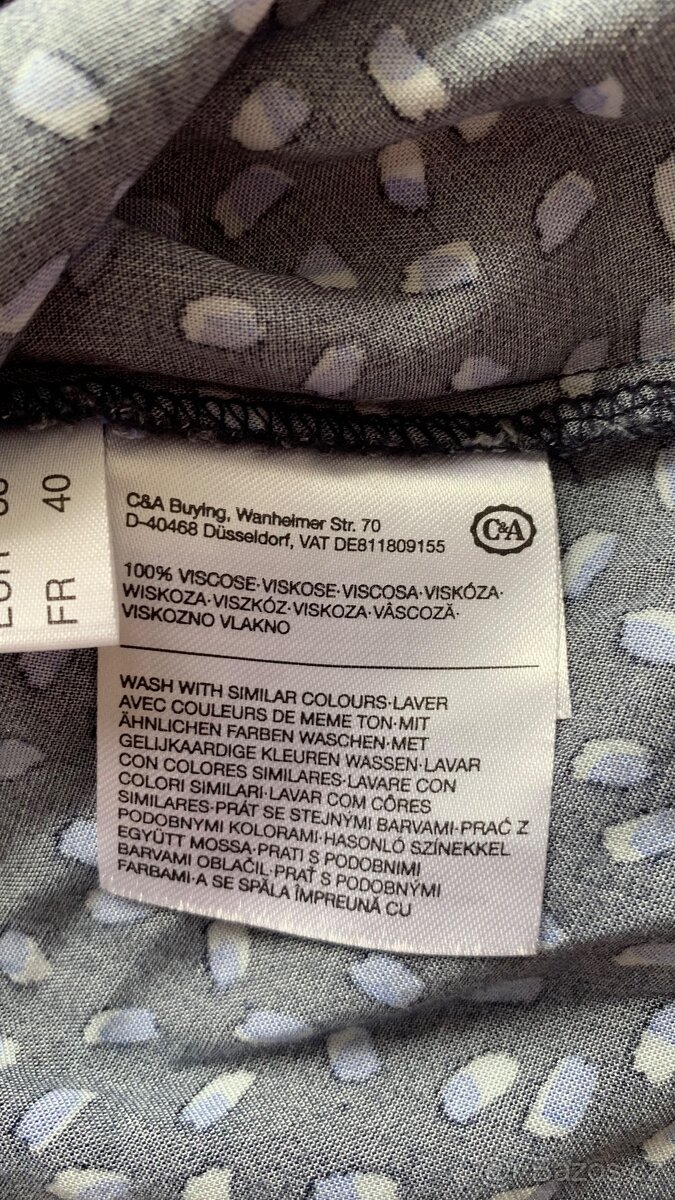 FR 40
C&A Buying, Wanheimer Str. 70
D-40468 Düsseldorf, VAT DE811809155
C&A
100% VISCOSE·VISKOSE·VISCOSA·VISKÓZA·
WISKOZA·VISZKÓZ·VISKOZA·VÂSCOZĂ·
VISKOZNO VLAKNO
WASH WITH SIMILAR COLOURS·LAVER
AVEC COULEURS DE MEME TON·MIT
ÄHNLICHEN FARBEN WASCHEN·MET
GELIJKAARDIGE KLEUREN WASSEN·LAVAR
CON COLORES SIMILARES·LAVARE CON
COLORI SIMILARI·LAVAR COM CÔRES
SIMILARES·PRÁT SE STEJNÝMI BARVAMI·PRAĆ Z
PODOBNYMI KOLORAMI·HASONLÓ SZÍNEKKEL
EGYÜTT MOSSA·PRATI S PODOBNIMI
BARVAMI OBLAČIL·PRAŤ S PODOBNÝMI
FARBAMI·A SE SPĂLA ÎMPREUNĂ CU
Bazos.cz